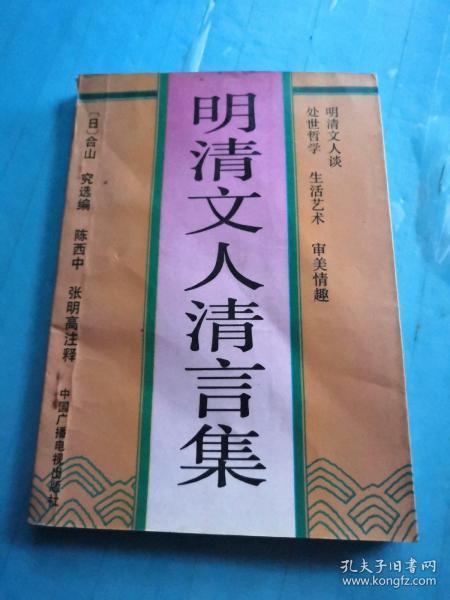 明清文人谈
处世哲学 生活艺术 审美情趣
明清文人清言集
〔日〕合山 究选编 陈西中 张明高注释
中国广播电视出版社
孔夫子旧书网
www.kongfz.com